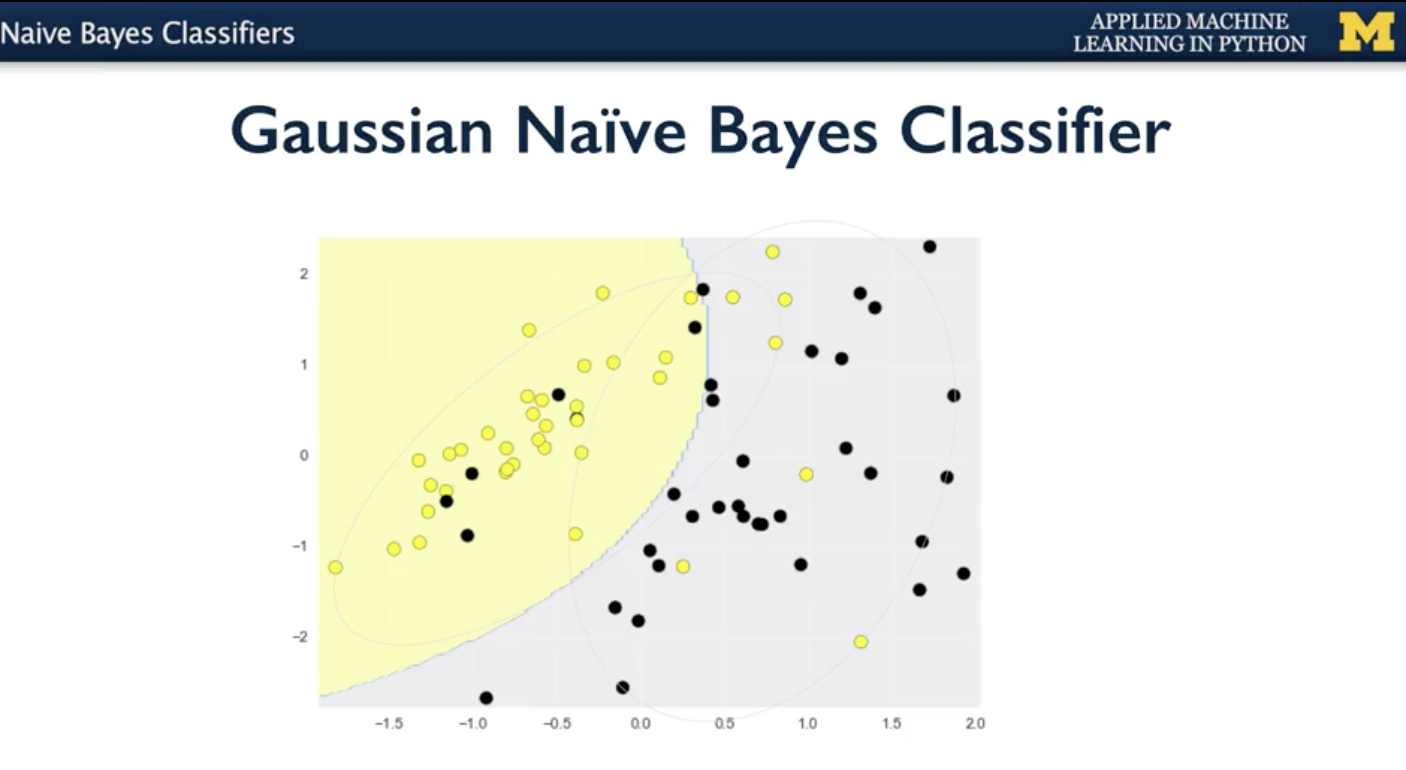 Naive Bayes Classifiers
APPLIED MACHINE
LEARNING IN PYTHON
M
Gaussian Naïve Bayes Classifier
2
1
0
−1
−2
−1.5 −1.0 −0.5 0.0 0.5 1.0 1.5 2.0